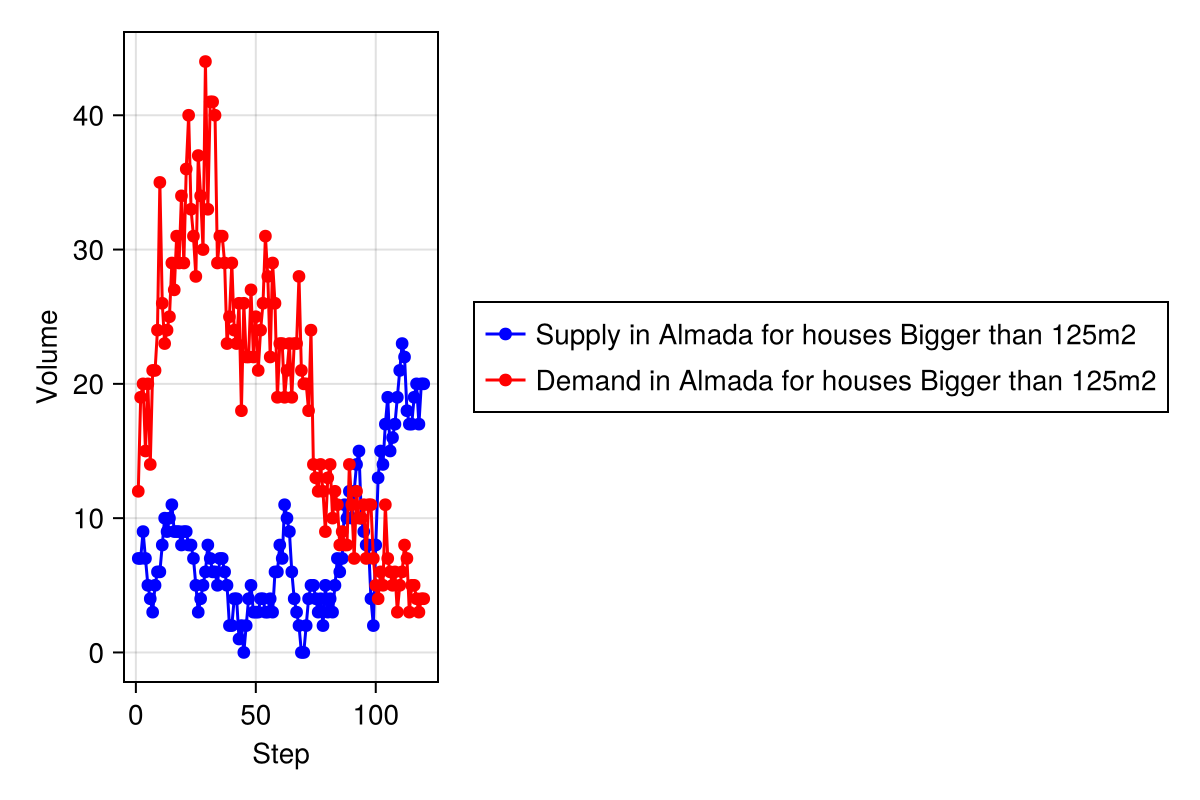 40
30
20
10
0
Volume
0 50 100
Step
Supply in Almada for houses Bigger than 125m2
Demand in Almada for houses Bigger than 125m2